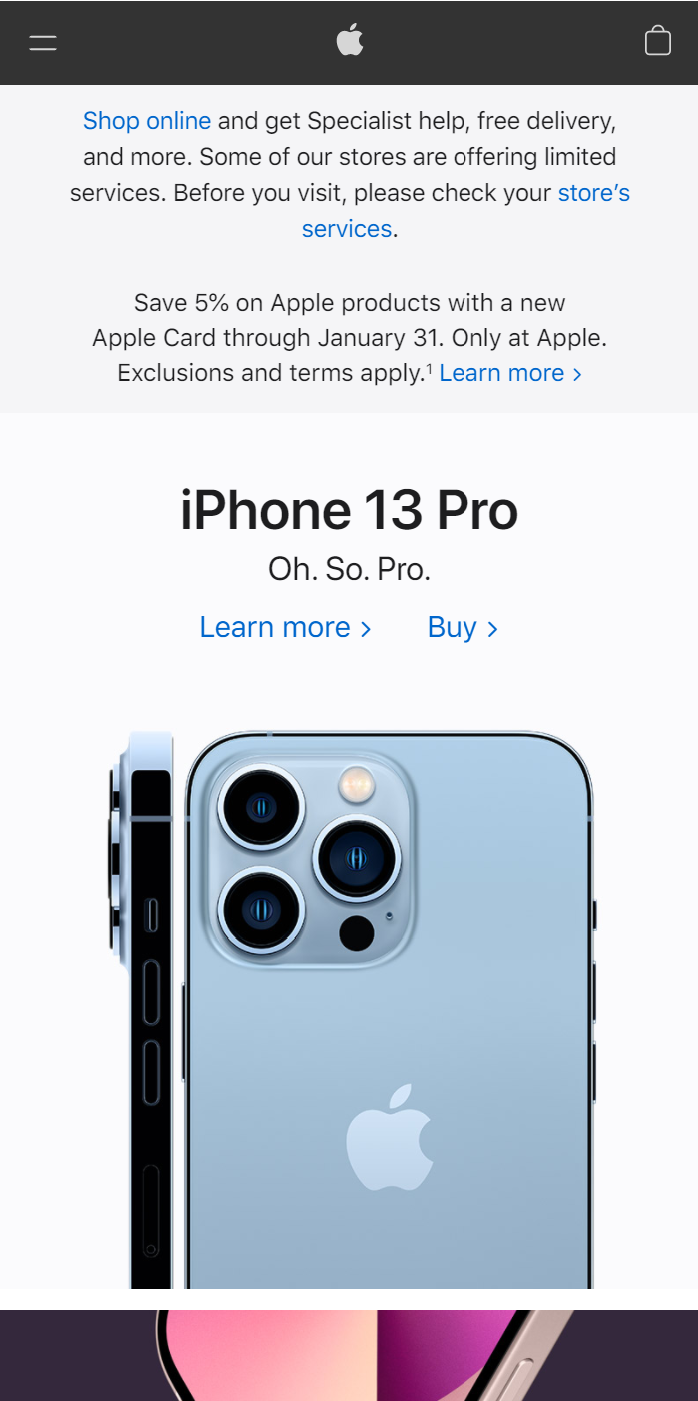 Shop online and get Specialist help, free delivery,
and more. Some of our stores are offering limited
services. Before you visit, please check your store’s
services.
Save 5% on Apple products with a new
Apple Card through January 31. Only at Apple.
Exclusions and terms apply.¹ Learn more >
iPhone 13 Pro
Oh. So. Pro.
Learn more > Buy >